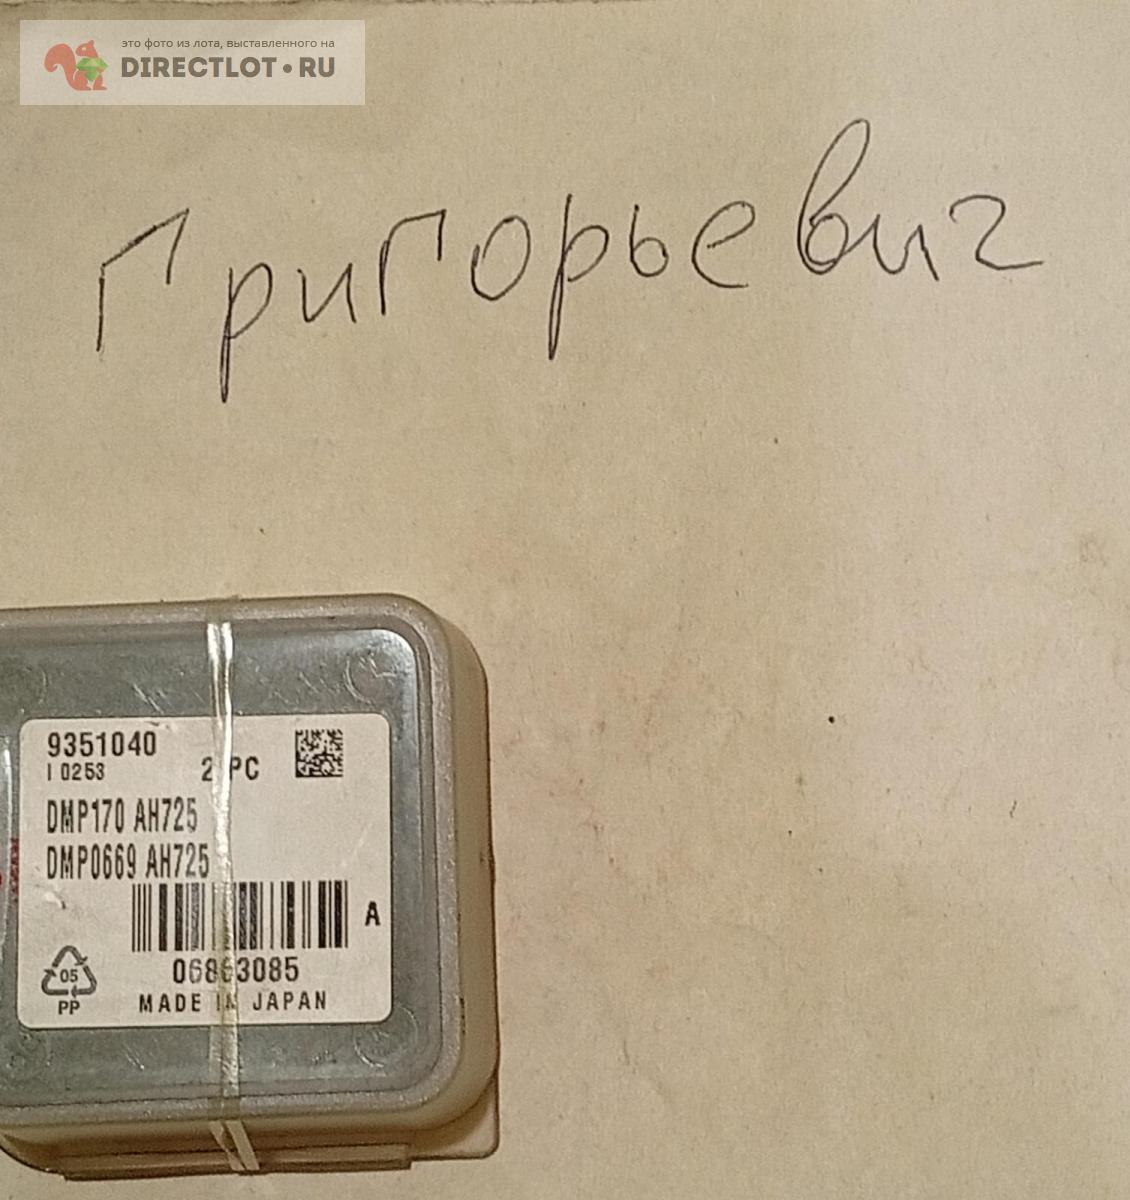 это фото из лота, выставленного на
DIRECTLOT•RU
Григорьевич
9351040
I 0253 2 PC
DMP170 AH725
DMP0669 AH725
A
MADE IN JAPAN
05
PP